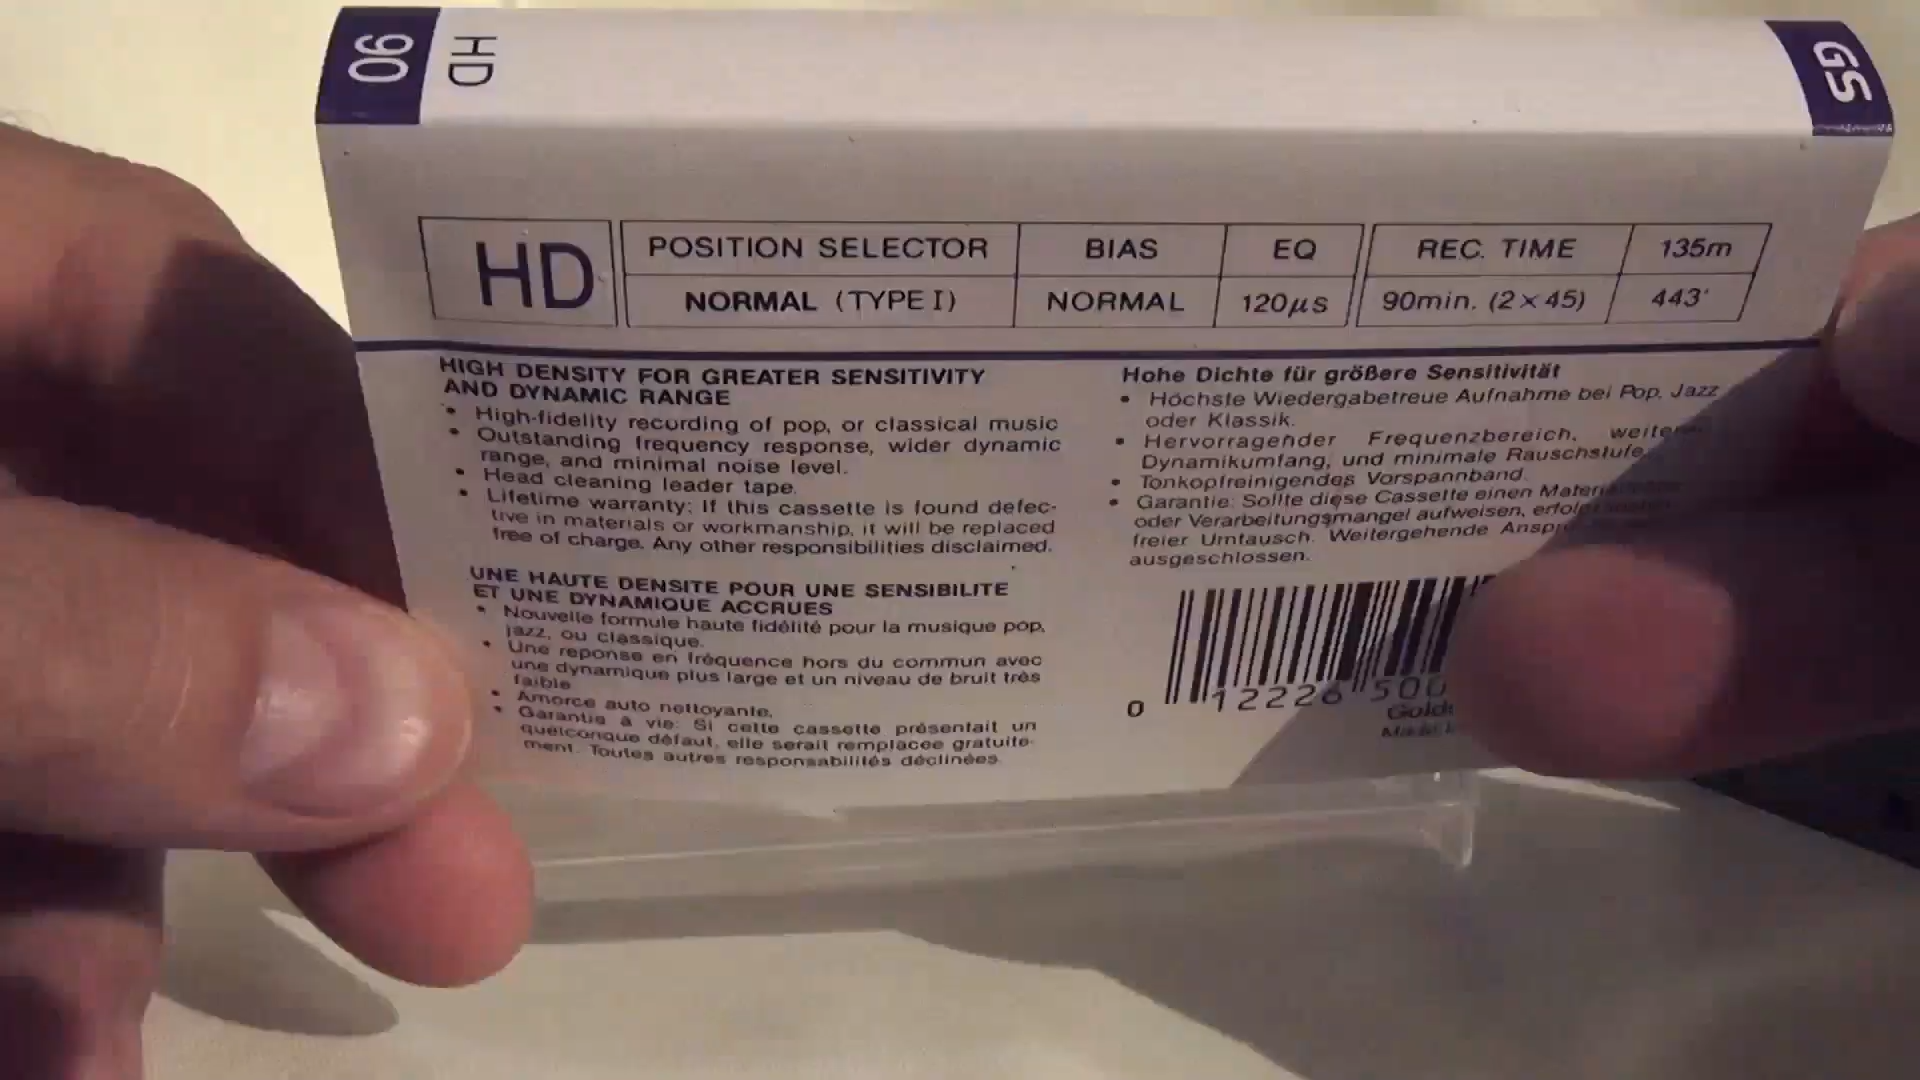 90
HD
GS
HD
POSITION SELECTOR
BIAS
EQ
REC. TIME
135m
NORMAL (TYPE I)
NORMAL
120μs
90min. (2×45)
443'
HIGH DENSITY FOR GREATER SENSITIVITY
AND DYNAMIC RANGE
• High-fidelity recording of pop, or classical music
• Outstanding frequency response, wider dynamic
range, and minimal noise level.
• Head cleaning leader tape.
• Lifetime warranty: If this cassette is found defec-
tive in materials or workmanship, it will be replaced
free of charge. Any other responsibilities disclaimed.
UNE HAUTE DENSITE POUR UNE SENSIBILITE
ET UNE DYNAMIQUE ACCRUES
• Nouvelle formule haute fidélité pour la musique pop,
jazz, ou classique.
• Une reponse en fréquence hors du commun avec
une dynamique plus large et un niveau de bruit très
faible
• Amorce auto nettoyante.
• Garantie à vie: Si cette cassette présentait un
quelconque défaut, elle serait remplacee gratuite-
ment. Toutes autres responsabilités déclinées.
Hohe Dichte für größere Sensitivität
• Höchste Wiedergabetreue Aufnahme bei Pop, Jazz
oder Klassik.
• Hervorragender Frequenzbereich, weiter
Dynamikumfang, und minimale Rauschstufe.
• Tonkopfreinigendes Vorspannband.
• Garantie: Sollte diese Cassette einen
oder Verarbeitungsmangel aufweisen,
freier Umtausch. Weitergehende
ausgeschlossen.
0 12226 500